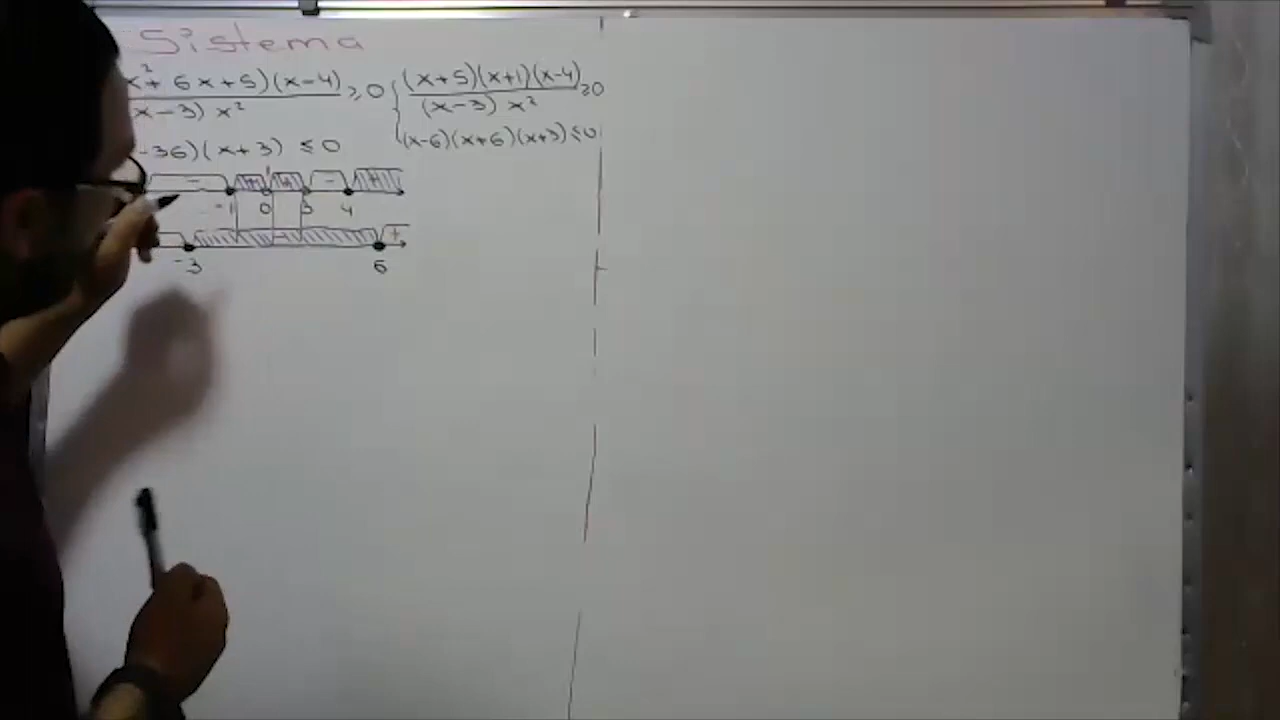 Sistema
x² + 6x + 5)(x-4) ≥ 0 { (x+5)(x+1)(x-4) ≥ 0
x-3) x² (x-3) x²
-36)(x+3) ≤ 0 (x-6)(x+6)(x+3) ≤ 0
- + + - +
-1 0 3 4
- +
-3 6